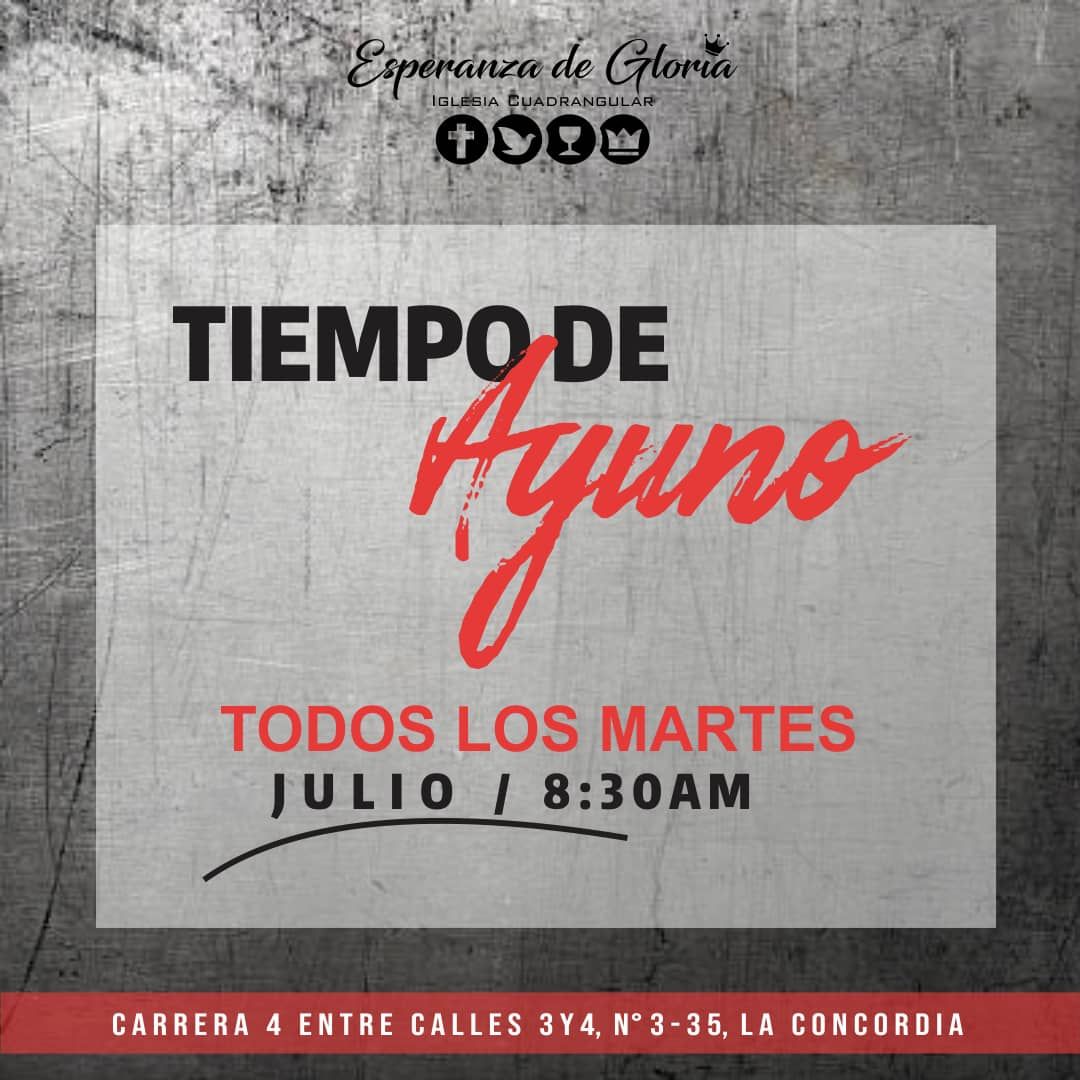 Esperanza de Gloria
IGLESIA CUADRANGULAR
TIEMPO DE
Ayuno
TODOS LOS MARTES
JULIO / 8:30AM
CARRERA 4 ENTRE CALLES 3Y4, N° 3-35, LA CONCORDIA